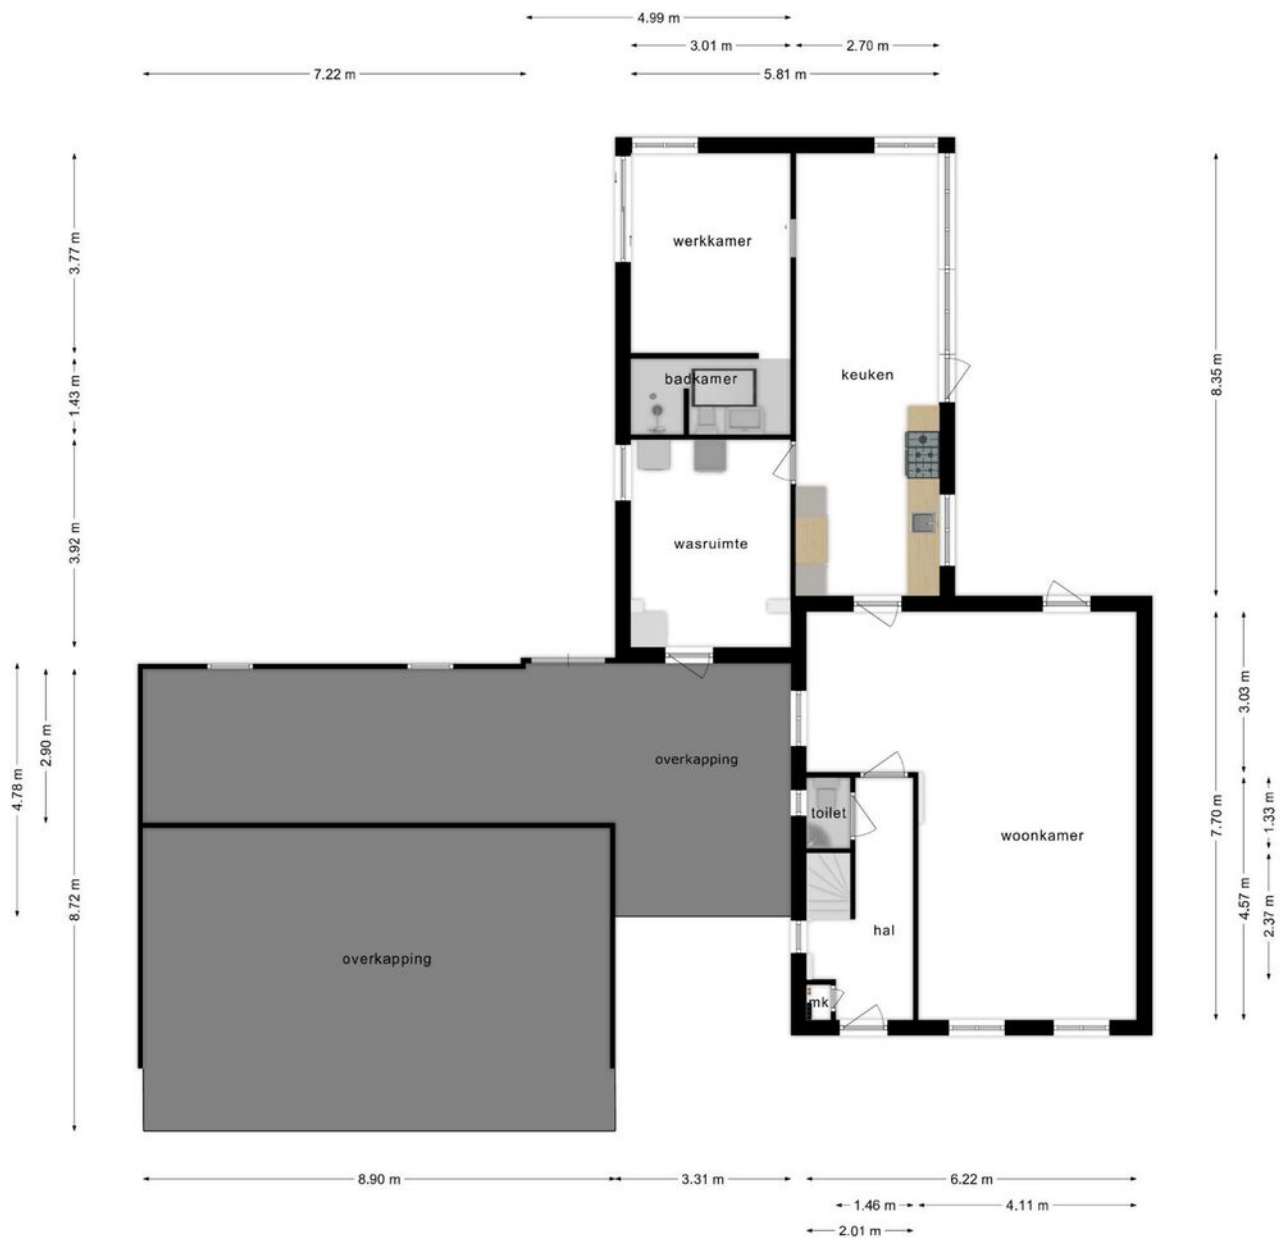 4.99 m
3.01 m
2.70 m
7.22 m
5.81 m
werkkamer
3.77 m
8.35 m
badkamer
keuken
1.43 m
wasruimte
3.92 m
3.03 m
2.90 m
overkapping
4.78 m
7.70 m
1.33 m
toilet
woonkamer
8.72 m
4.57 m
2.37 m
hal
overkapping
mk
8.90 m
3.31 m
6.22 m
1.46 m
4.11 m
2.01 m